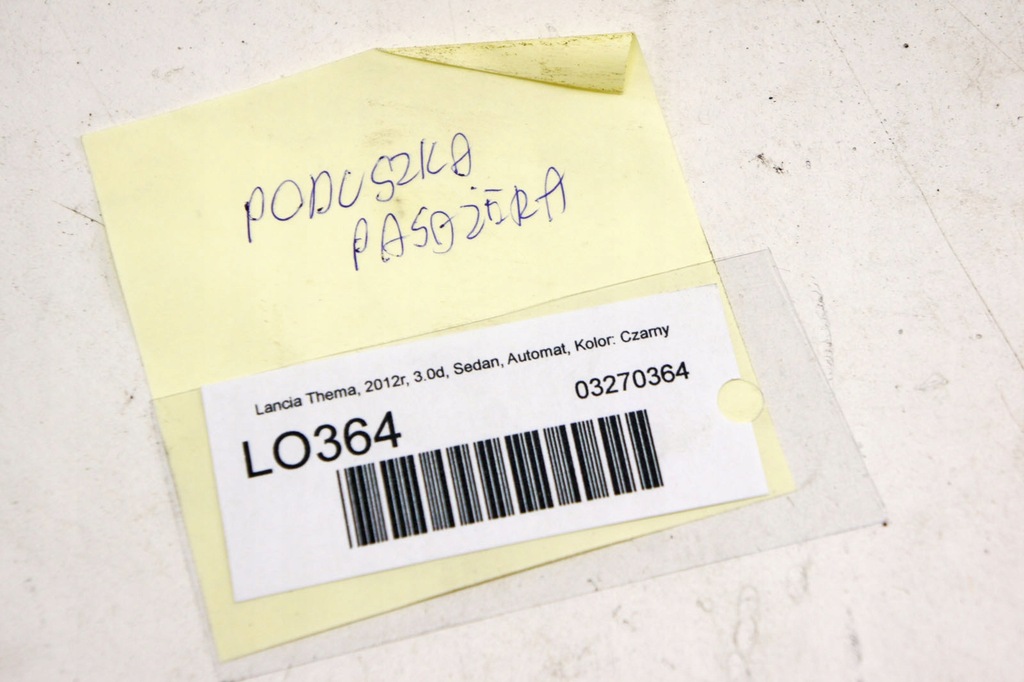 PODUSZKA
PASAŻERA
Lancia Thema, 2012r, 3.0d, Sedan, Automat, Kolor: Czarny
03270364
LO364